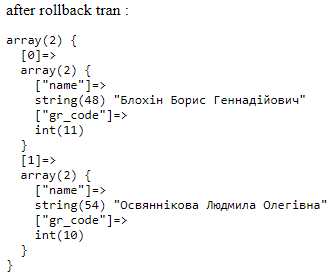 after rollback tran :
array(2) {
  [0]=>
  array(2) {
    ["name"]=>
    string(48) "Блохін Борис Геннадійович"
    ["gr_code"]=>
    int(11)
  }
  [1]=>
  array(2) {
    ["name"]=>
    string(54) "Освяннікова Людмила Олегівна"
    ["gr_code"]=>
    int(10)
  }
}